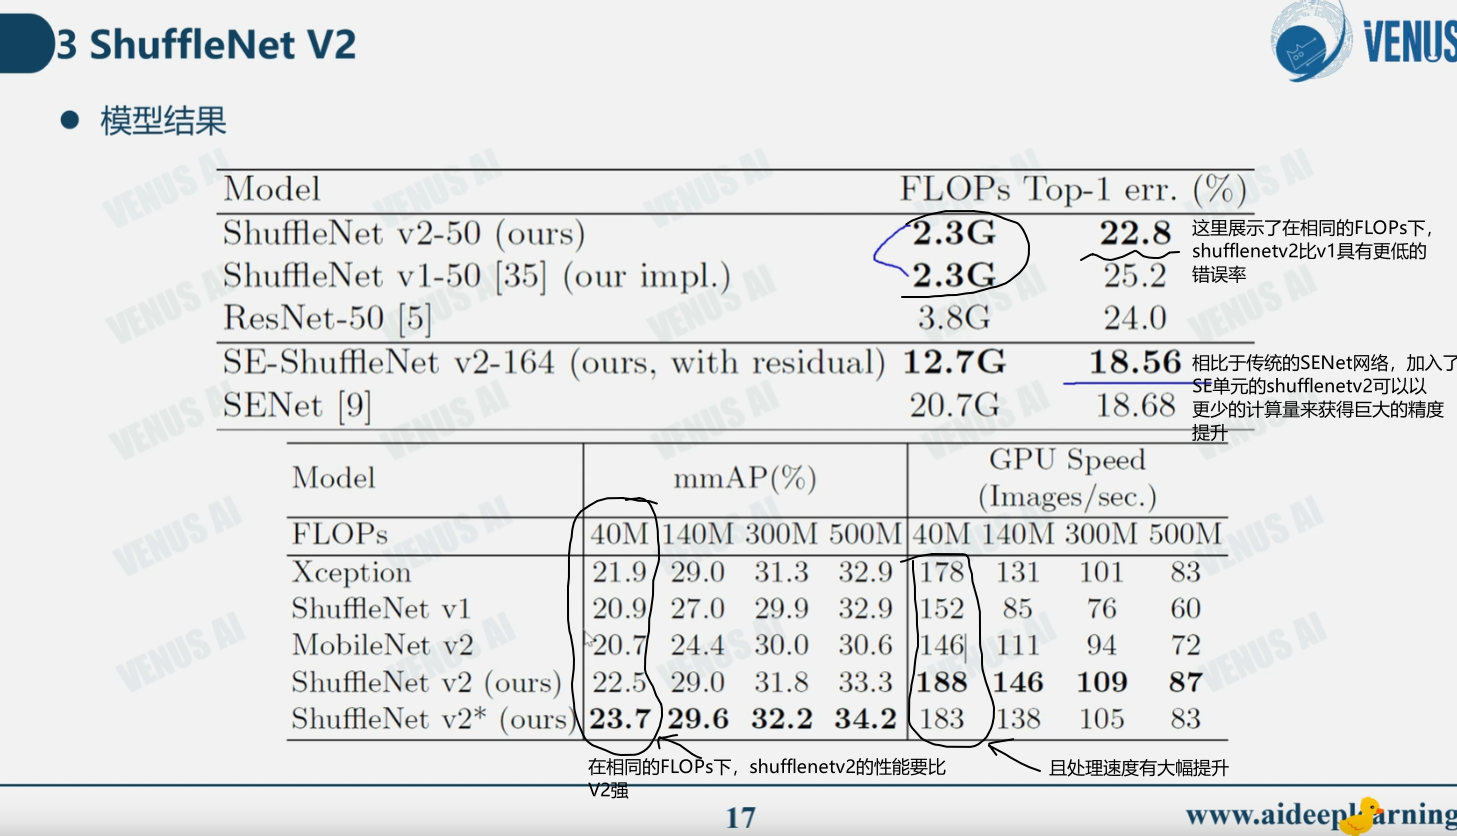 3 ShuffleNet V2
VENUS
● 模型结果
Model FLOPs Top-1 err. (%)
ShuffleNet v2-50 (ours) 2.3G 22.8
ShuffleNet v1-50 [35] (our impl.) 2.3G 25.2
ResNet-50 [5] 3.8G 24.0
SE-ShuffleNet v2-164 (ours, with residual) 12.7G 18.56
SENet [9] 20.7G 18.68
这里展示了在相同的FLOPs下，
shufflenetv2比v1具有更低的
错误率
相比于传统的SENet网络，加入了
SE单元的shufflenetv2可以以
更少的计算量来获得巨大的精度
提升
Model mmAP(%) GPU Speed
(Images/sec.)
FLOPs 40M 140M 300M 500M 40M 140M 300M 500M
Xception 21.9 29.0 31.3 32.9 178 131 101 83
ShuffleNet v1 20.9 27.0 29.9 32.9 152 85 76 60
MobileNet v2 20.7 24.4 30.0 30.6 146 111 94 72
ShuffleNet v2 (ours) 22.5 29.0 31.8 33.3 188 146 109 87
ShuffleNet v2* (ours) 23.7 29.6 32.2 34.2 183 138 105 83
在相同的FLOPs下，shufflenetv2的性能要比
V2强
且处理速度有大幅提升
17
www.aideeplearning
VENUS AI